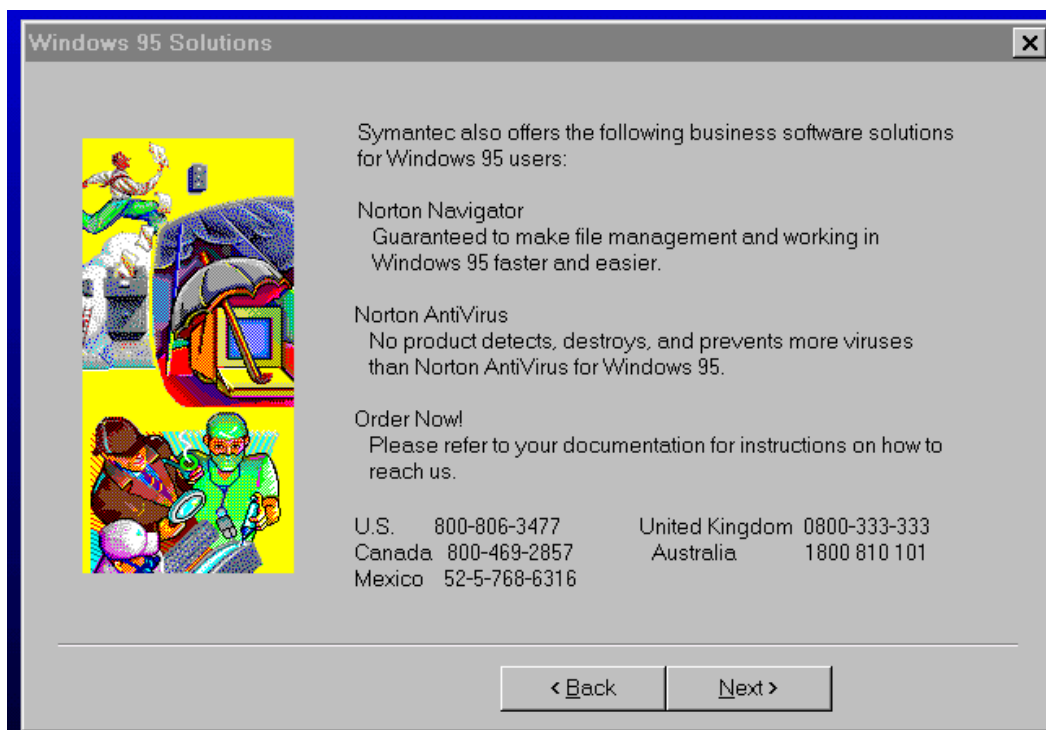 Windows 95 Solutions
Symantec also offers the following business software solutions
for Windows 95 users:
Norton Navigator
Guaranteed to make file management and working in
Windows 95 faster and easier.
Norton AntiVirus
No product detects, destroys, and prevents more viruses
than Norton AntiVirus for Windows 95.
Order Now!
Please refer to your documentation for instructions on how to
reach us.
U.S. 800-806-3477 United Kingdom 0800-333-333
Canada 800-469-2857 Australia 1800 810 101
Mexico 52-5-768-6316
< Back Next >